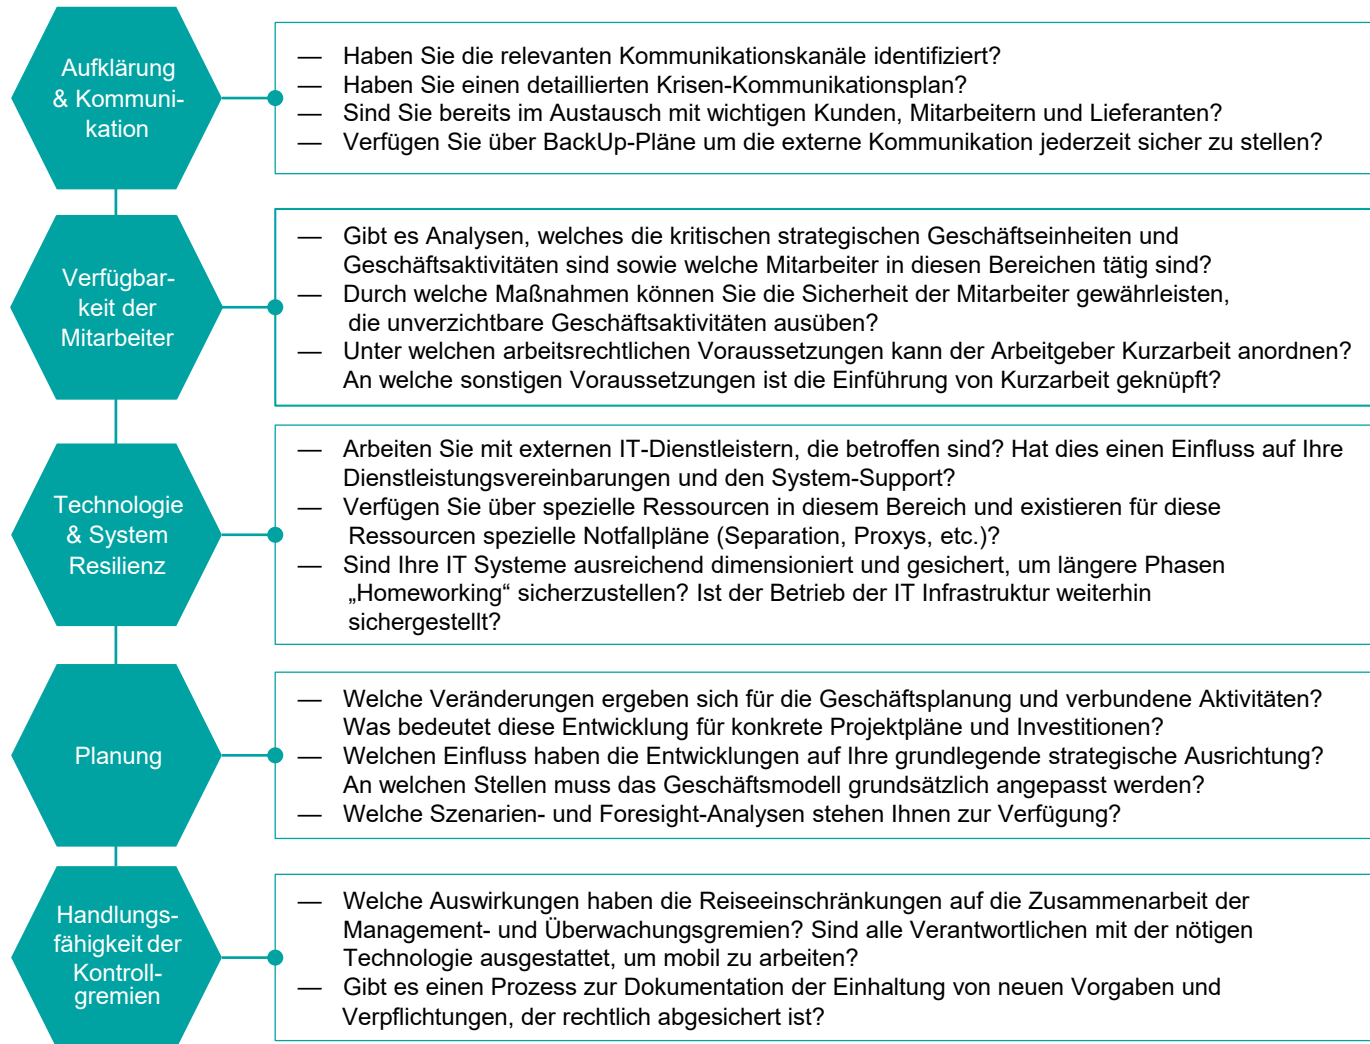 Aufklärung
& Kommuni-
kation
— Haben Sie die relevanten Kommunikationskanäle identifiziert?
— Haben Sie einen detaillierten Krisen-Kommunikationsplan?
— Sind Sie bereits im Austausch mit wichtigen Kunden, Mitarbeitern und Lieferanten?
— Verfügen Sie über BackUp-Pläne um die externe Kommunikation jederzeit sicher zu stellen?
Verfügbar-
keit der
Mitarbeiter
— Gibt es Analysen, welches die kritischen strategischen Geschäftseinheiten und
Geschäftsaktivitäten sind sowie welche Mitarbeiter in diesen Bereichen tätig sind?
— Durch welche Maßnahmen können Sie die Sicherheit der Mitarbeiter gewährleisten,
die unverzichtbare Geschäftsaktivitäten ausüben?
— Unter welchen arbeitsrechtlichen Voraussetzungen kann der Arbeitgeber Kurzarbeit anordnen?
An welche sonstigen Voraussetzungen ist die Einführung von Kurzarbeit geknüpft?
Technologie
& System
Resilienz
— Arbeiten Sie mit externen IT-Dienstleistern, die betroffen sind? Hat dies einen Einfluss auf Ihre
Dienstleistungsvereinbarungen und den System-Support?
— Verfügen Sie über spezielle Ressourcen in diesem Bereich und existieren für diese
Ressourcen spezielle Notfallpläne (Separation, Proxys, etc.)?
— Sind Ihre IT Systeme ausreichend dimensioniert und gesichert, um längere Phasen
„Homeworking“ sicherzustellen? Ist der Betrieb der IT Infrastruktur weiterhin
sichergestellt?
Planung
— Welche Veränderungen ergeben sich für die Geschäftsplanung und verbundene Aktivitäten?
Was bedeutet diese Entwicklung für konkrete Projektpläne und Investitionen?
— Welchen Einfluss haben die Entwicklungen auf Ihre grundlegende strategische Ausrichtung?
An welchen Stellen muss das Geschäftsmodell grundsätzlich angepasst werden?
— Welche Szenarien- und Foresight-Analysen stehen Ihnen zur Verfügung?
Handlungs-
fähigkeit der
Kontroll-
gremien
— Welche Auswirkungen haben die Reiseeinschränkungen auf die Zusammenarbeit der
Management- und Überwachungsgremien? Sind alle Verantwortlichen mit der nötigen
Technologie ausgestattet, um mobil zu arbeiten?
— Gibt es einen Prozess zur Dokumentation der Einhaltung von neuen Vorgaben und
Verpflichtungen, der rechtlich abgesichert ist?